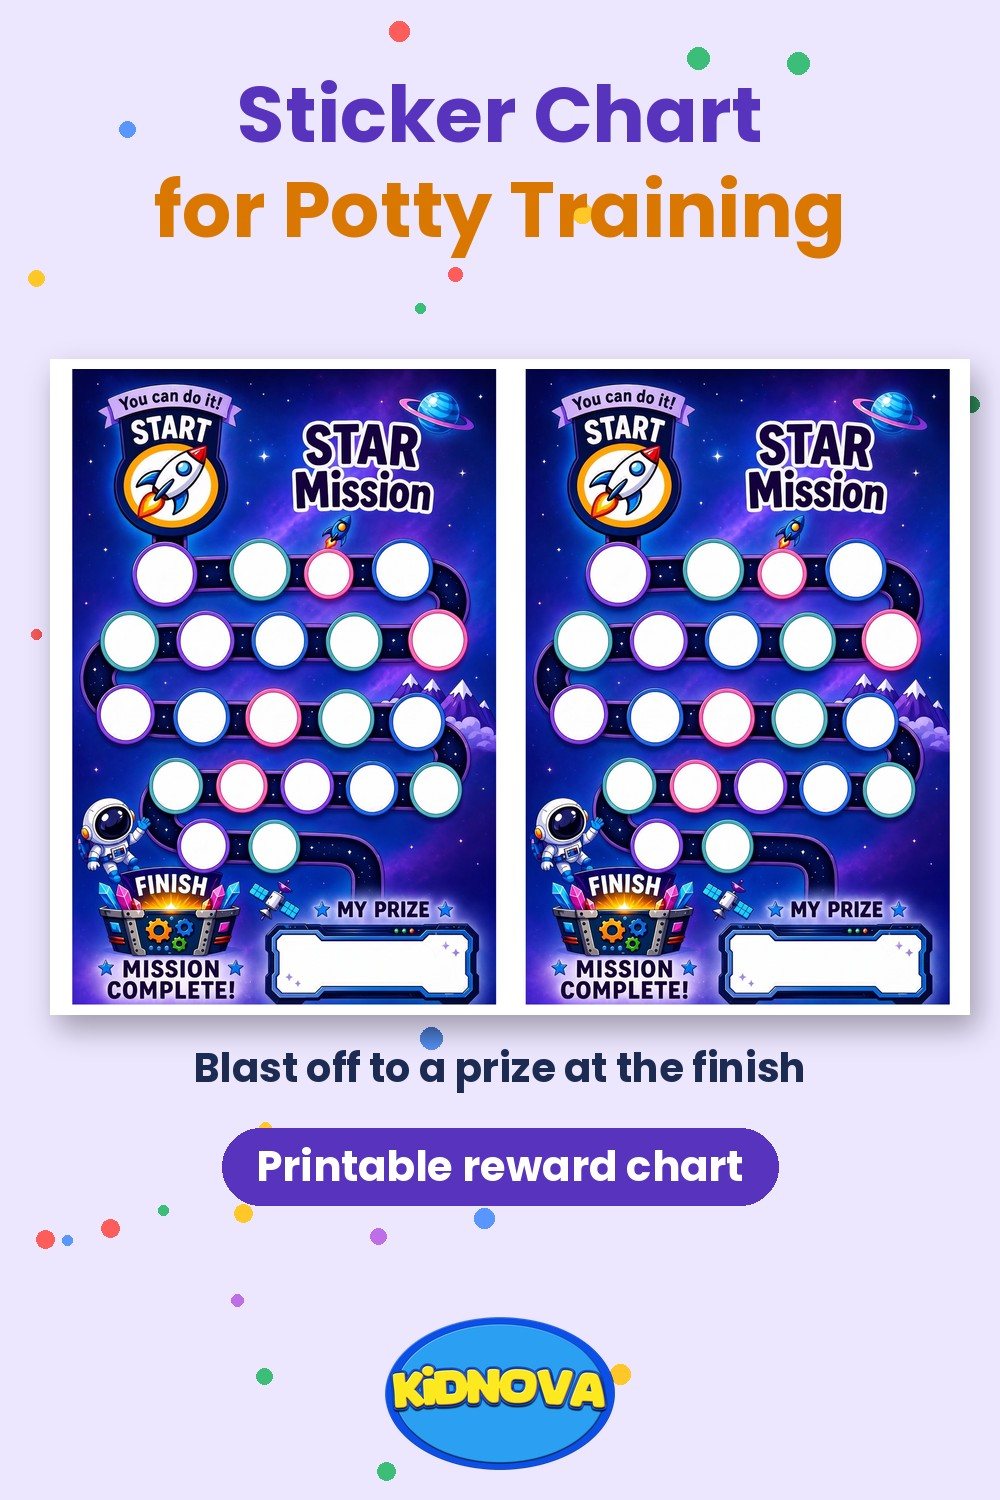 Sticker Chart
for Potty Training
You can do it!
START
STAR
Mission
FINISH
MISSION
COMPLETE!
MY PRIZE
You can do it!
START
STAR
Mission
FINISH
MISSION
COMPLETE!
MY PRIZE
Blast off to a prize at the finish
Printable reward chart
KiDNOVA